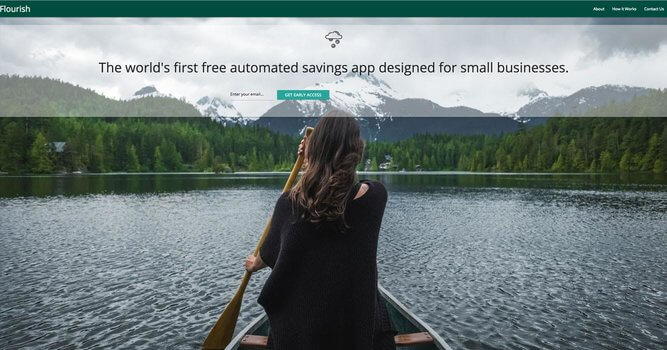 Flourish
About How It Works Contact Us
The world's first free automated savings app designed for small businesses.
Enter your email...
GET EARLY ACCESS